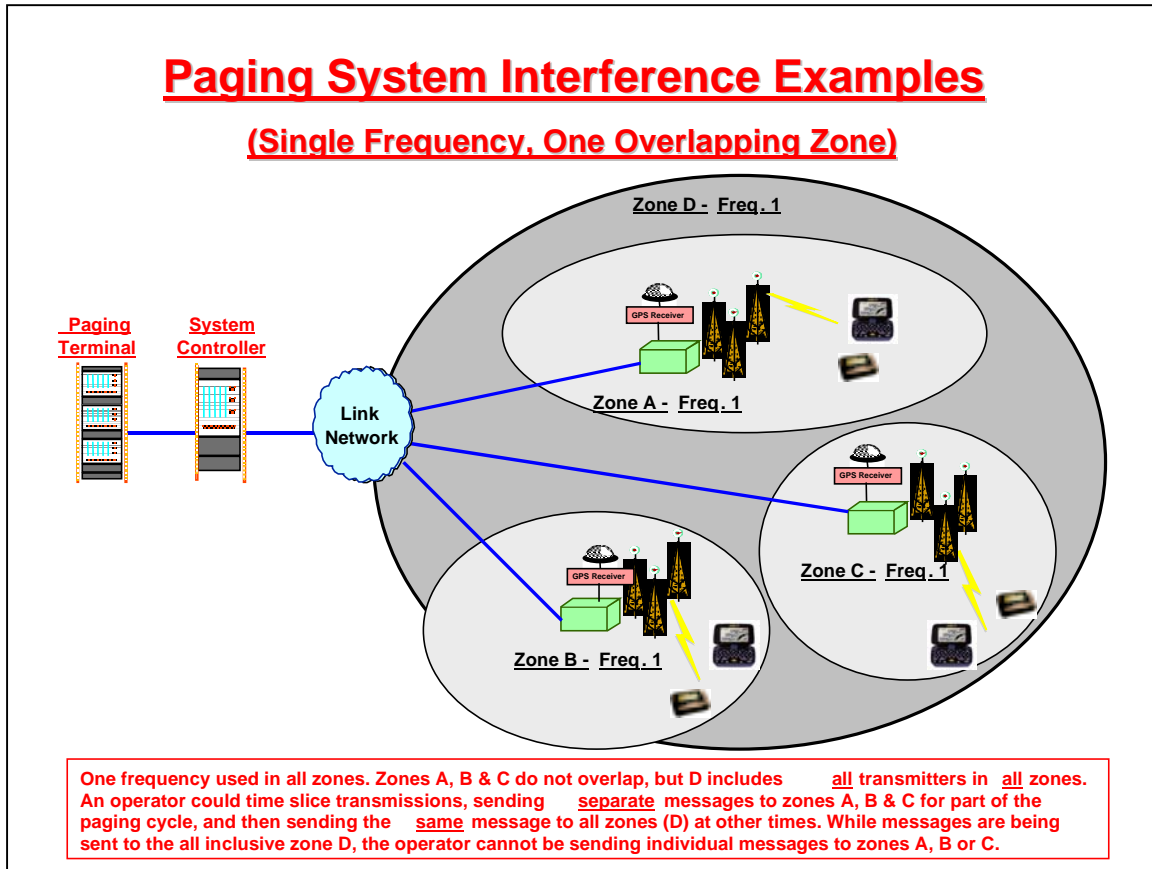 Paging System Interference Examples
(Single Frequency, One Overlapping Zone)
Zone D - Freq. 1
GPS Receiver
Zone A - Freq. 1
Paging
Terminal
System
Controller
Link
Network
GPS Receiver
Zone C - Freq. 1
GPS Receiver
Zone B - Freq. 1
One frequency used in all zones. Zones A, B & C do not overlap, but D includes all transmitters in all zones.
An operator could time slice transmissions, sending separate messages to zones A, B & C for part of the
paging cycle, and then sending the same message to all zones (D) at other times. While messages are being
sent to the all inclusive zone D, the operator cannot be sending individual messages to zones A, B or C.